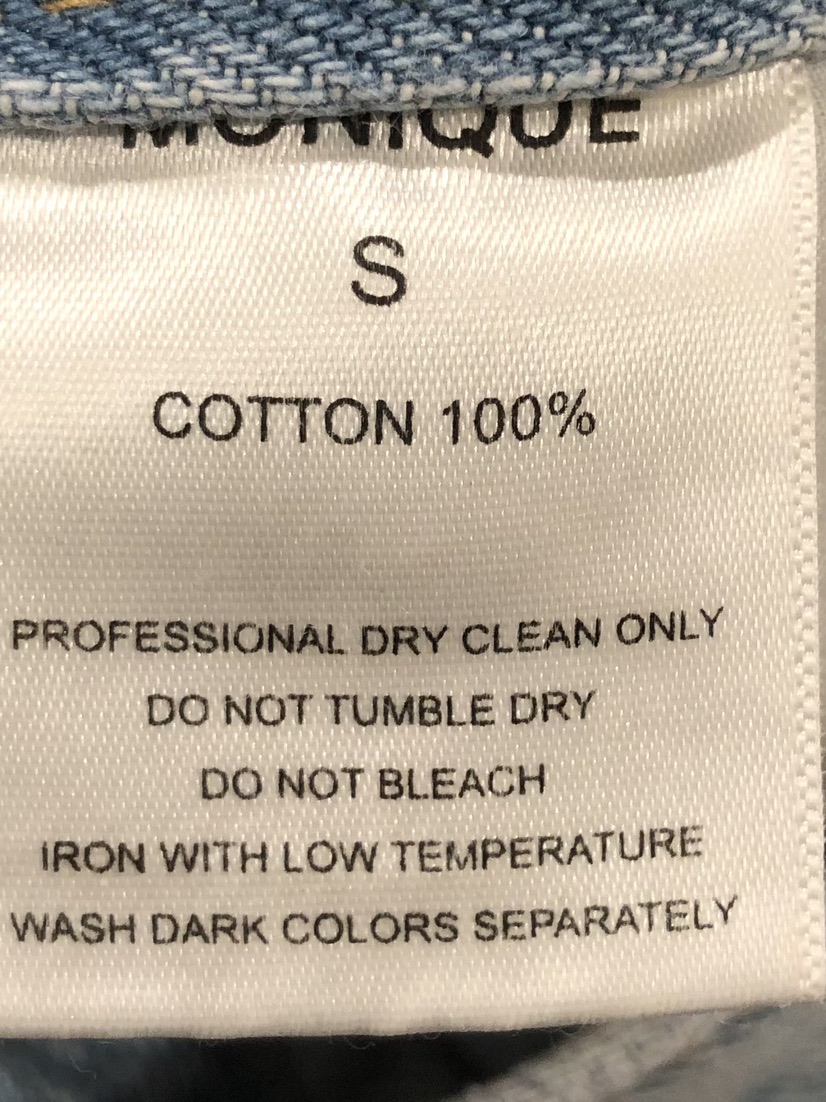 MONIQUE
S
COTTON 100%
PROFESSIONAL DRY CLEAN ONLY
DO NOT TUMBLE DRY
DO NOT BLEACH
IRON WITH LOW TEMPERATURE
WASH DARK COLORS SEPARATELY